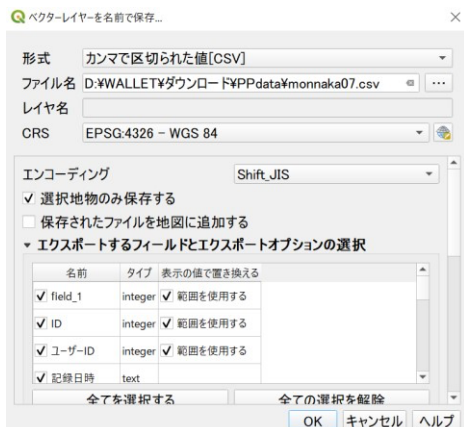 ベクターレイヤーを名前で保存...
形式 カンマで区切られた値[CSV]
ファイル名 D:¥WALLET¥ダウンロード¥PPdata¥monnaka07.csv ...
レイヤ名
CRS EPSG:4326 - WGS 84
エンコーディング Shift_JIS
選択地物のみ保存する
保存されたファイルを地図に追加する
エクスポートするフィールドとエクスポートオプションの選択
名前 タイプ 表示の値で置き換える
field_1 integer 範囲を使用する
ID integer 範囲を使用する
ユーザーID integer 範囲を使用する
記録日時 text
全てを選択する 全ての選択を解除
OK キャンセル ヘルプ